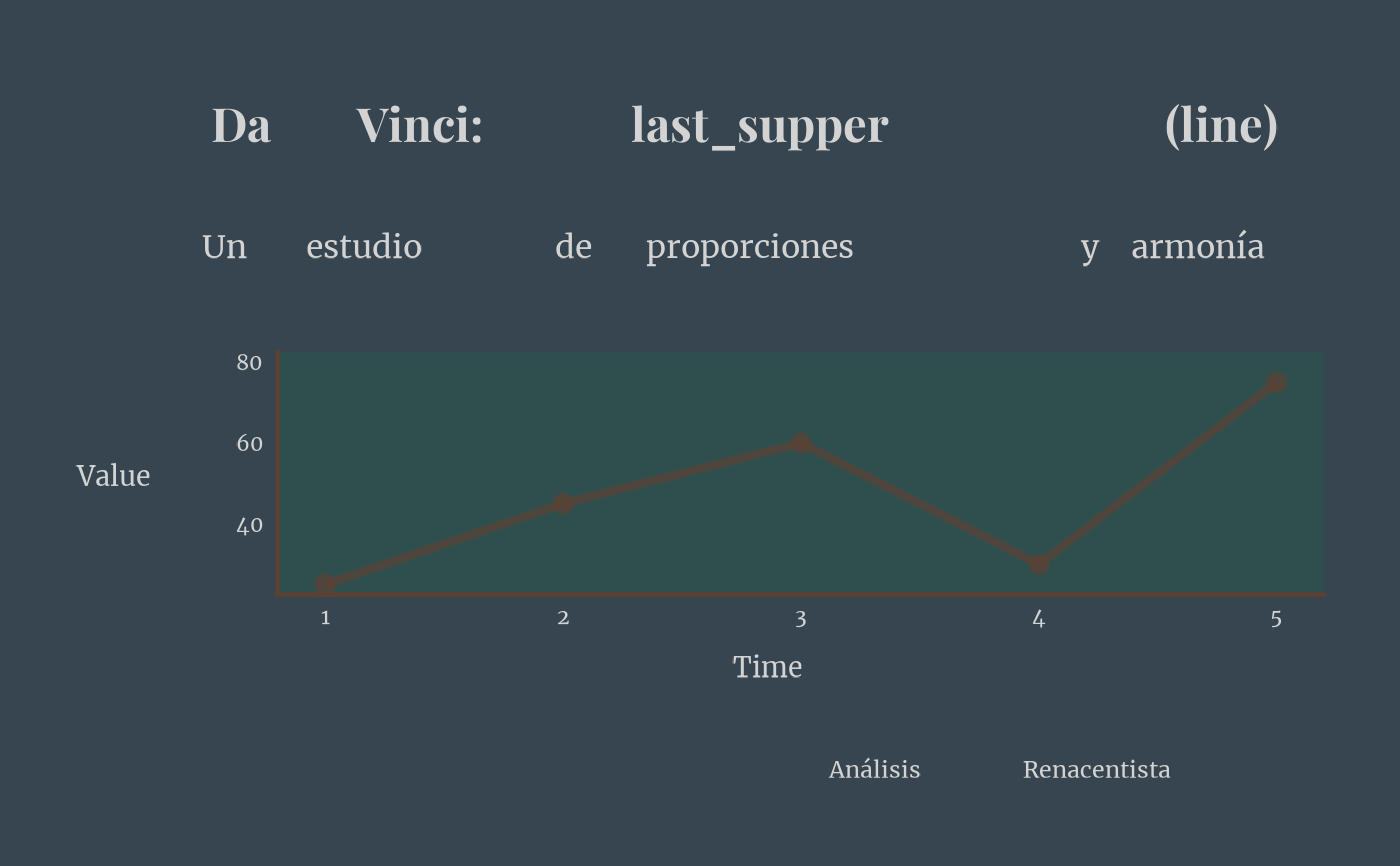 Da Vinci: last_supper (line)
Un estudio de proporciones y armonía
80
60
Value
40
1 2 3 4 5
Time
Análisis Renacentista